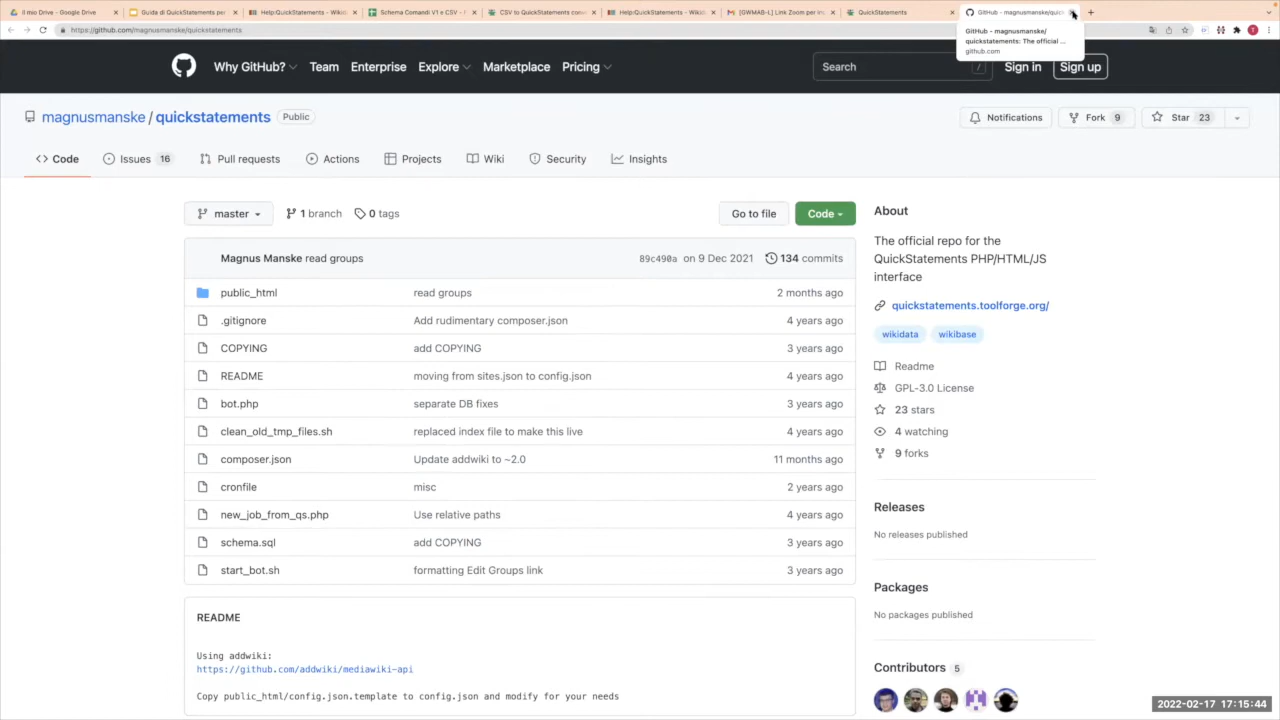 Il mio Drive - Google Drive
Guida di QuickStatements per
Help:QuickStatements - Wikid
Schema Comandi V1 e CSV -
CSV to QuickStatements conv
Help:QuickStatements - Wikid
[GWMAB-L] Link Zoom per In
QuickStatements
GitHub - magnusmanske/quic
https://github.com/magnusmanske/quickstatements
T
GitHub - magnusmanske/
quickstatements: The official ...
github.com
Why GitHub?
Team
Enterprise
Explore
Marketplace
Pricing
Search
/
Sign in
Sign up
magnusmanske / quickstatements
Public
Notifications
Fork 9
Star 23
<> Code
Issues 16
Pull requests
Actions
Projects
Wiki
Security
Insights
master
1 branch
0 tags
Go to file
Code
Magnus Manske read groups
89c490a on 9 Dec 2021
134 commits
public_html read groups 2 months ago
.gitignore Add rudimentary composer.json 4 years ago
COPYING add COPYING 3 years ago
README moving from sites.json to config.json 4 years ago
bot.php separate DB fixes 3 years ago
clean_old_tmp_files.sh replaced index file to make this live 4 years ago
composer.json Update addwiki to ~2.0 11 months ago
cronfile misc 2 years ago
new_job_from_qs.php Use relative paths 4 years ago
schema.sql add COPYING 3 years ago
start_bot.sh formatting Edit Groups link 3 years ago
README
Using addwiki:
https://github.com/addwiki/mediawiki-api
Copy public_html/config.json.template to config.json and modify for your needs
About
The official repo for the
QuickStatements PHP/HTML/JS
interface
quickstatements.toolforge.org/
wikidata
wikibase
Readme
GPL-3.0 License
23 stars
4 watching
9 forks
Releases
No releases published
Packages
No packages published
Contributors 5
2022-02-17 17:15:44